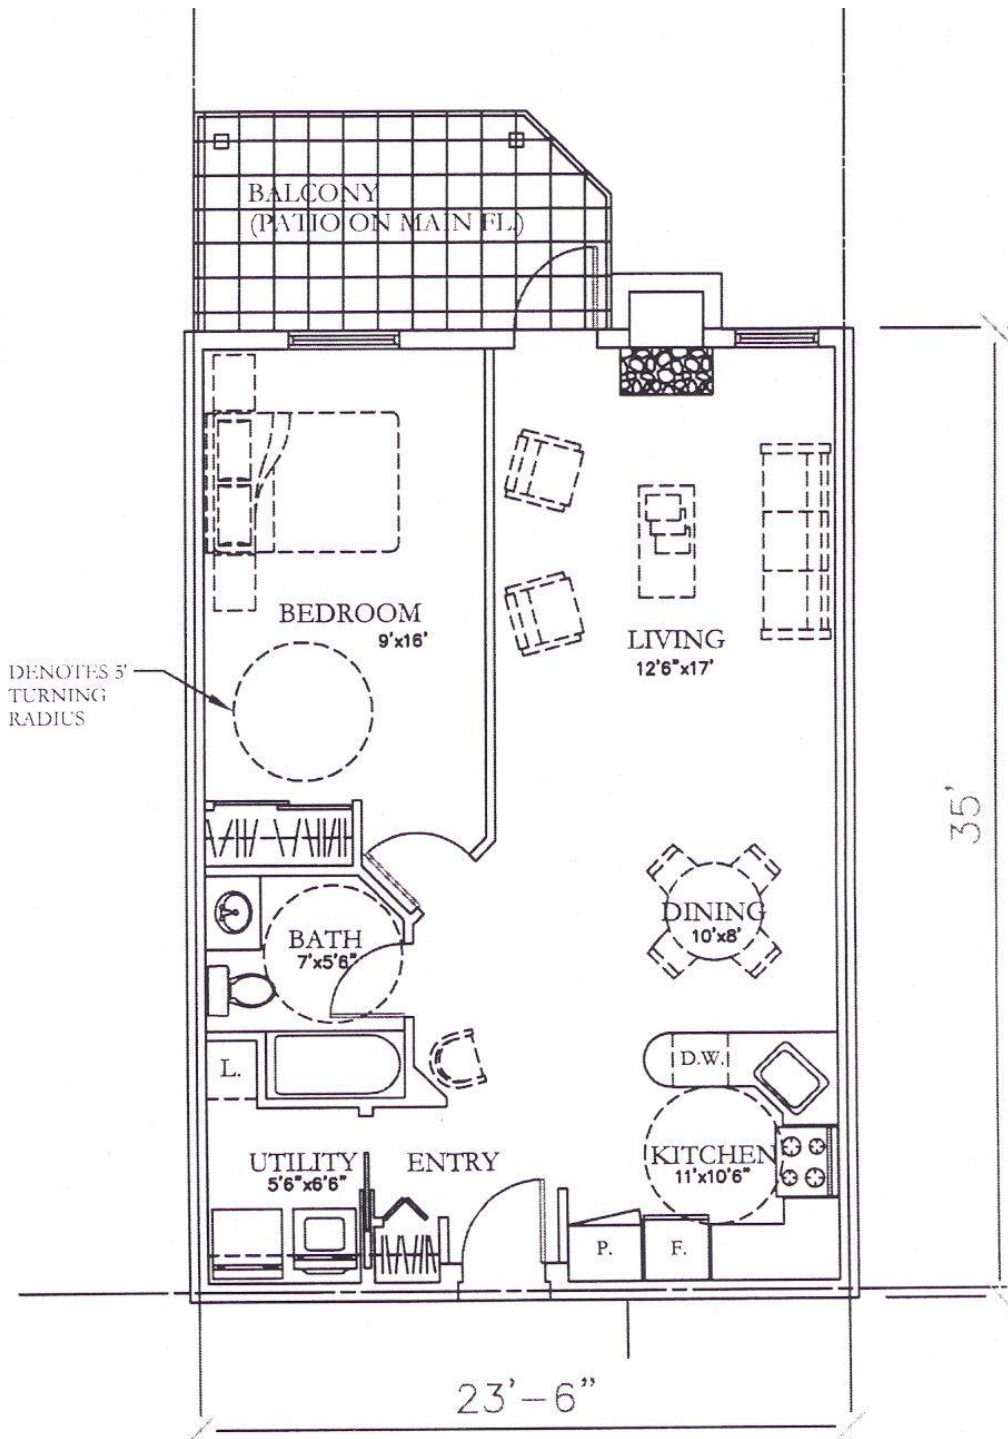 BALCONY
(PATIO ON MAIN FL.)
BEDROOM
9'x16'
LIVING
12'6"x17'
DENOTES 5'
TURNING
RADIUS
35'
DINING
10'x8'
BATH
7'x5'6"
L.
D.W.
KITCHEN
11'x10'6"
UTILITY
5'6"x6'6"
ENTRY
P.
F.
23'-6"